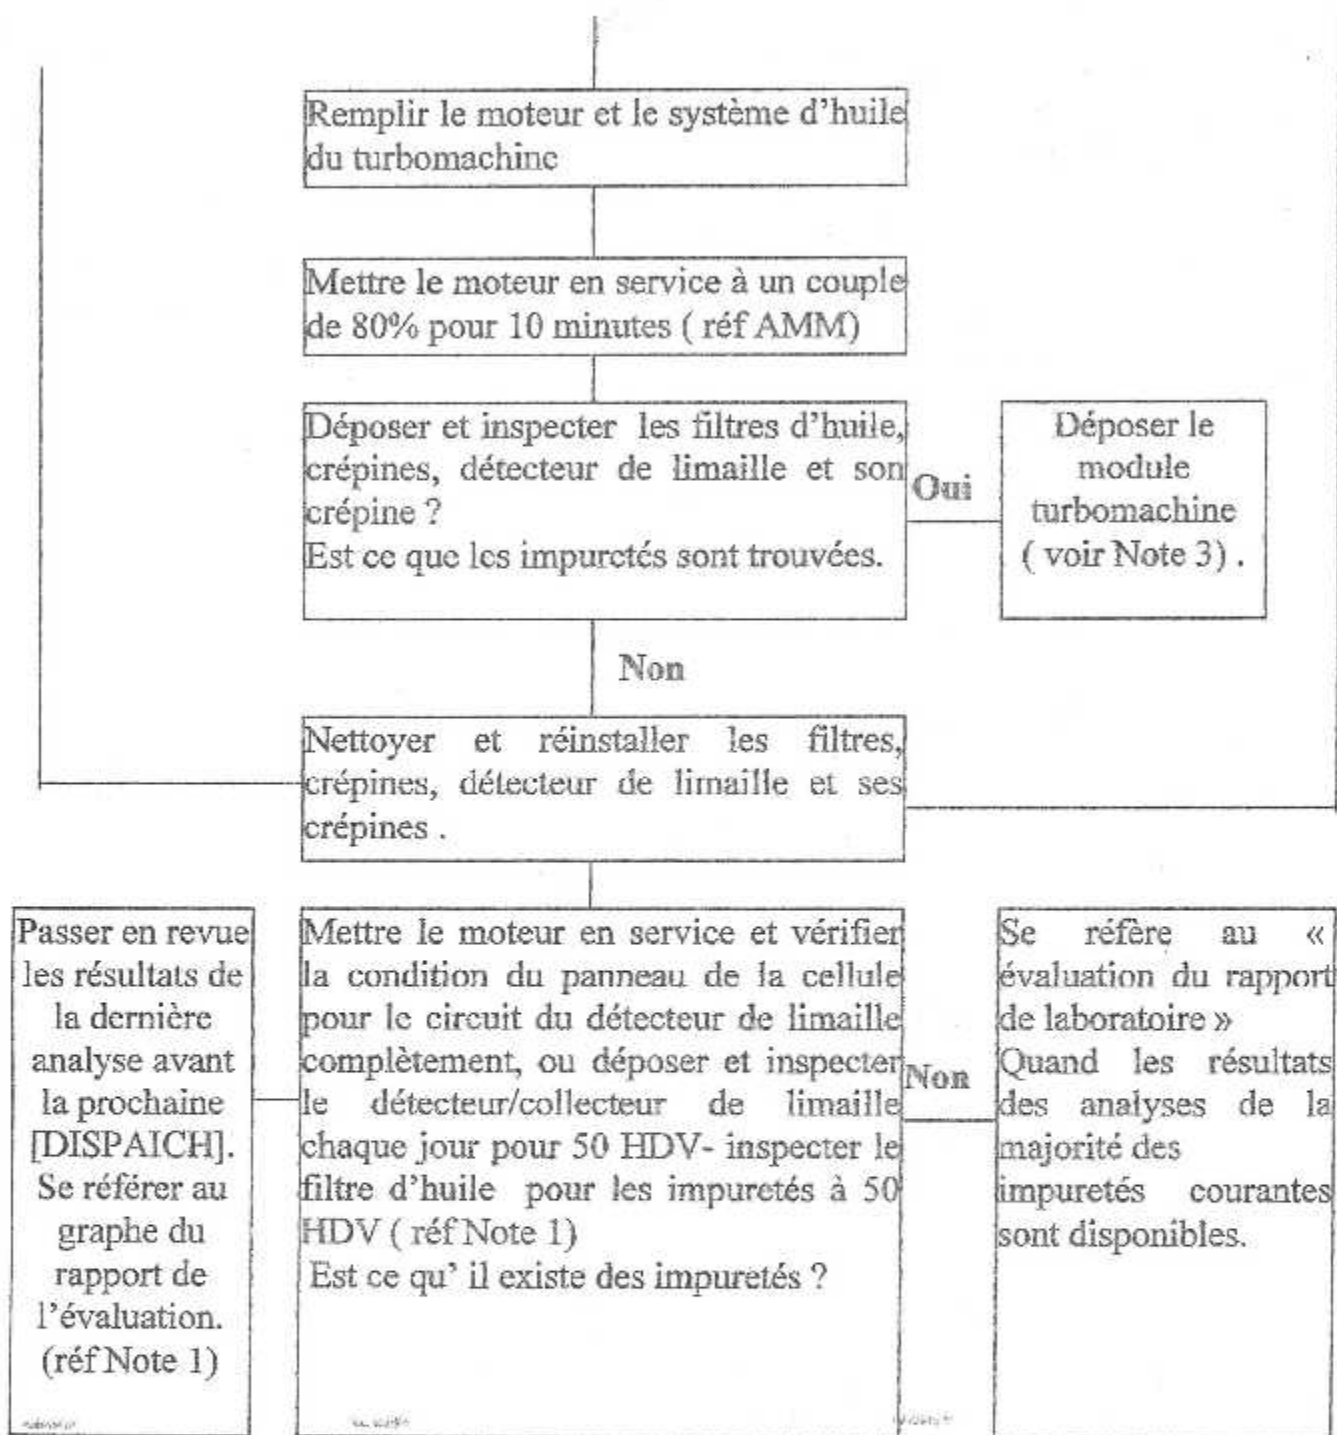 Remplir le moteur et le système d'huile
du turbomachine
Mettre le moteur en service à un couple
de 80% pour 10 minutes ( réf AMM)
Déposer et inspecter les filtres d'huile,
crépines, détecteur de limaille et son
crépine ?
Est ce que les impuretés sont trouvées.
Oui
Déposer le
module
turbomachine
( voir Note 3) .
Non
Nettoyer et réinstaller les filtres,
crépines, détecteur de limaille et ses
crépines .
Passer en revue
les résultats de
la dernière
analyse avant
la prochaine
[DISPAICH].
Se référer au
graphe du
rapport de
l'évaluation.
(réf Note 1)
Mettre le moteur en service et vérifier
la condition du panneau de la cellule
pour le circuit du détecteur de limaille
complètement, ou déposer et inspecter
le détecteur/collecteur de limaille
chaque jour pour 50 HDV- inspecter le
filtre d'huile pour les impuretés à 50
HDV ( réf Note 1)
Est ce qu' il existe des impuretés ?
Non
Se réfère au «
évaluation du rapport
de laboratoire »
Quand les résultats
des analyses de la
majorité des
impuretés courantes
sont disponibles.